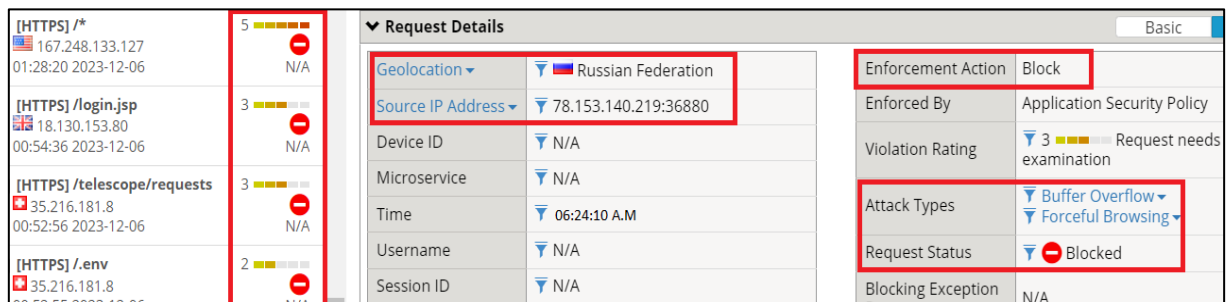 [HTTPS] /*
5
167.248.133.127
01:28:20 2023-12-06
N/A
[HTTPS] /login.jsp
3
18.130.153.80
00:54:36 2023-12-06
N/A
[HTTPS] /telescope/requests
3
35.216.181.8
00:52:56 2023-12-06
N/A
[HTTPS] /.env
2
35.216.181.8
Request Details
Basic
Geolocation
Russian Federation
Source IP Address
78.153.140.219:36880
Device ID
N/A
Microservice
N/A
Time
06:24:10 A.M
Username
N/A
Session ID
N/A
Enforcement Action
Block
Enforced By
Application Security Policy
Violation Rating
3 Request needs
examination
Attack Types
Buffer Overflow
Forceful Browsing
Request Status
Blocked
Blocking Exception
N/A